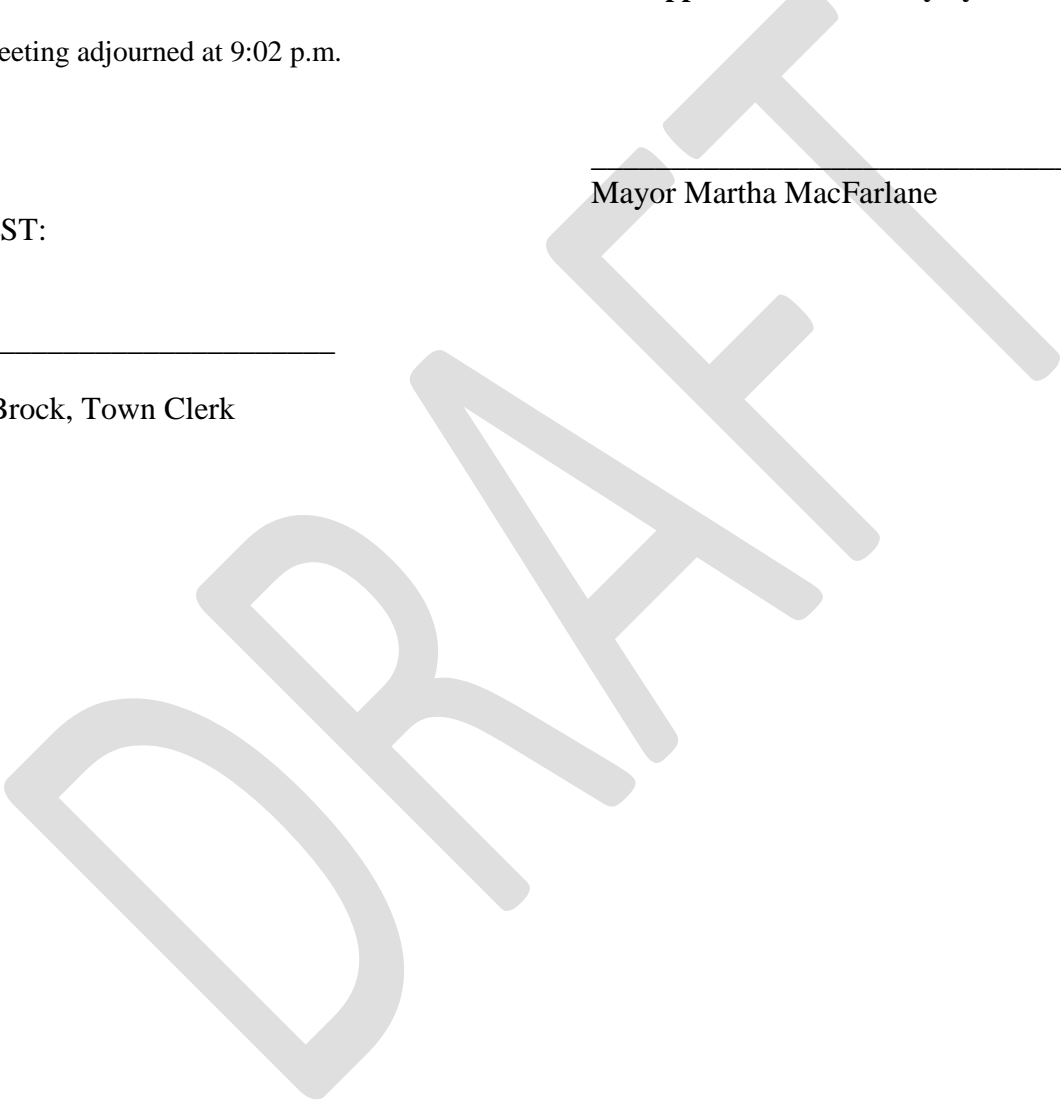 eeting adjourned at 9:02 p.m.
Mayor Martha MacFarlane
ST:
Brock, Town Clerk
DRAFT